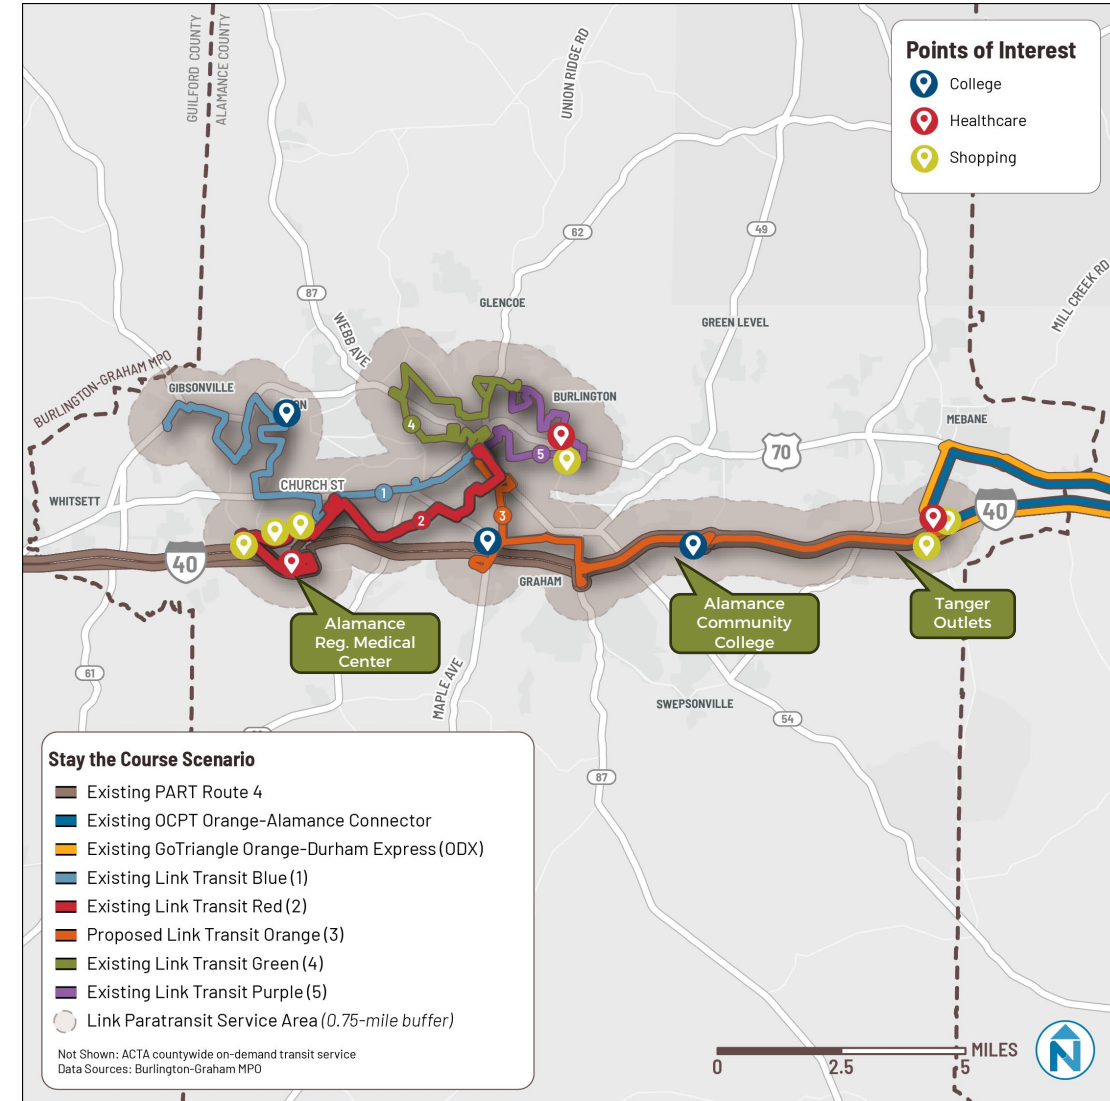 GUILFORD COUNTY
ALAMANCE COUNTY
UNION RIDGE RD
Points of Interest
College
Healthcare
Shopping
62
49
MILL CREEK RD
87
GLENCOE
WEBB AVE
GREEN LEVEL
BURLINGTON-GRAHAM MPO
GIBSONVILLE
BURLINGTON
MEBANE
4
5
70
CHURCH ST
WHITSETT
1
2
3
40
40
GRAHAM
Alamance
Reg. Medical
Center
Alamance
Community
College
Tanger
Outlets
61
MAPLE AVE
SWEPSONVILLE
54
87
Stay the Course Scenario
Existing PART Route 4
Existing OCPT Orange-Alamance Connector
Existing GoTriangle Orange-Durham Express (ODX)
Existing Link Transit Blue (1)
Existing Link Transit Red (2)
Proposed Link Transit Orange (3)
Existing Link Transit Green (4)
Existing Link Transit Purple (5)
Link Paratransit Service Area (0.75-mile buffer)
Not Shown: ACTA countywide on-demand transit service
Data Sources: Burlington-Graham MPO
MILES
0 2.5 5
N